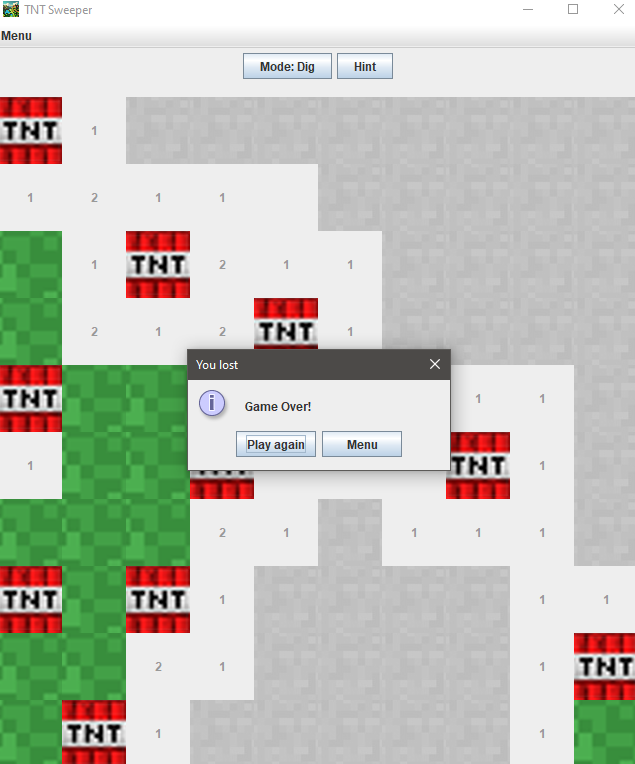 TNT Sweeper
Menu
Mode: Dig Hint
TNT 1
1 2 1 1
1 TNT 2 1 1
2 1 2 TNT 1
You lost
TNT 1 1
Game Over!
Play again Menu
1 TNT 1
2 1 1 1 1
TNT TNT 1 1 1
2 1 1 TNT
TNT 1 1